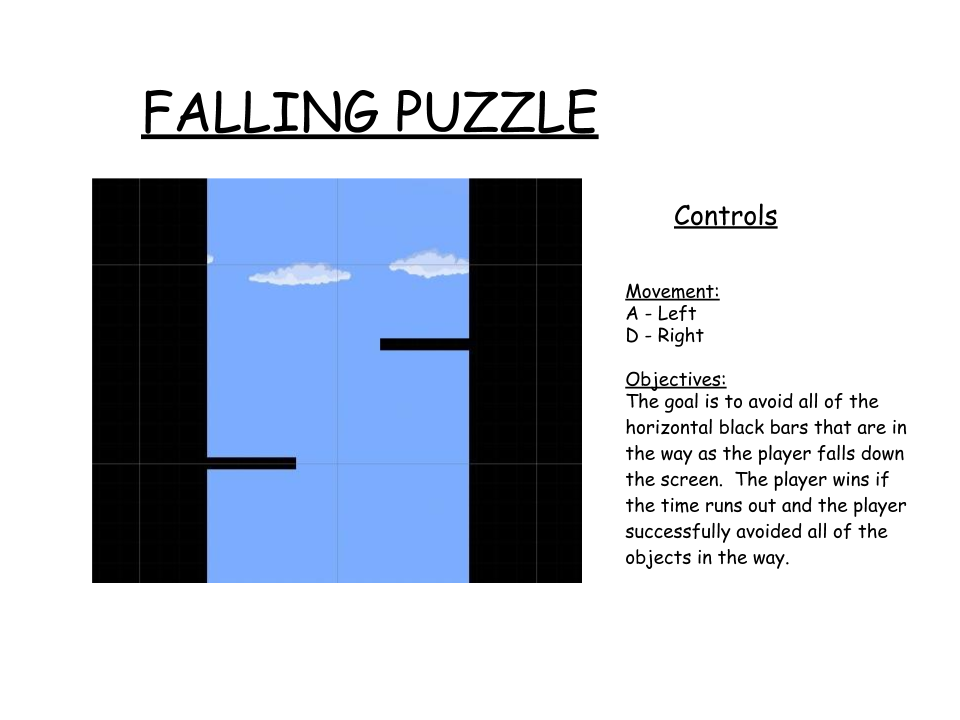 FALLING PUZZLE
Controls
Movement:
A - Left
D - Right
Objectives:
The goal is to avoid all of the
horizontal black bars that are in
the way as the player falls down
the screen.  The player wins if
the time runs out and the player
successfully avoided all of the
objects in the way.